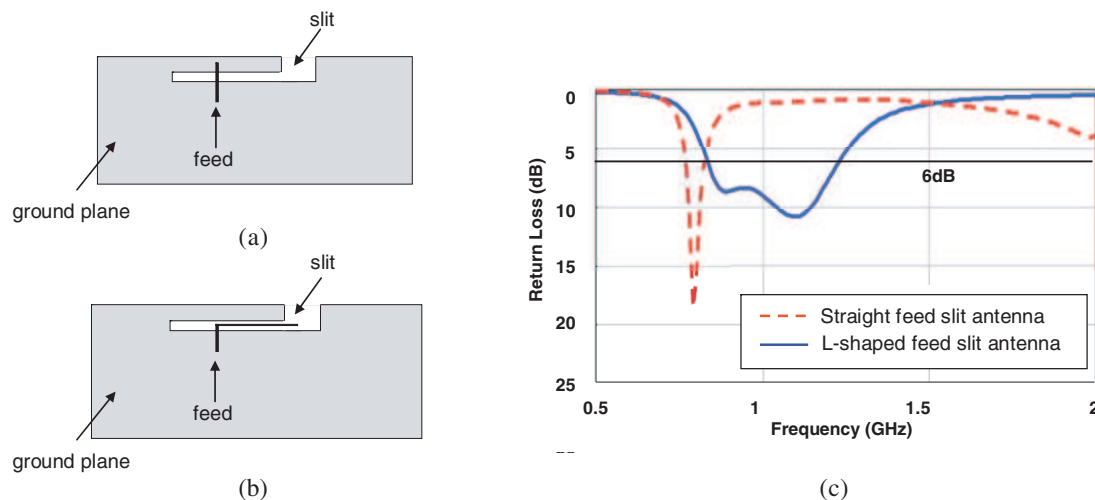 slit
feed
ground plane
(a)
slit
feed
ground plane
(b)
Return Loss (dB)
0
5
10
15
20
25
6dB
Straight feed slit antenna
L-shaped feed slit antenna
0.5
1
1.5
2
Frequency (GHz)
(c)